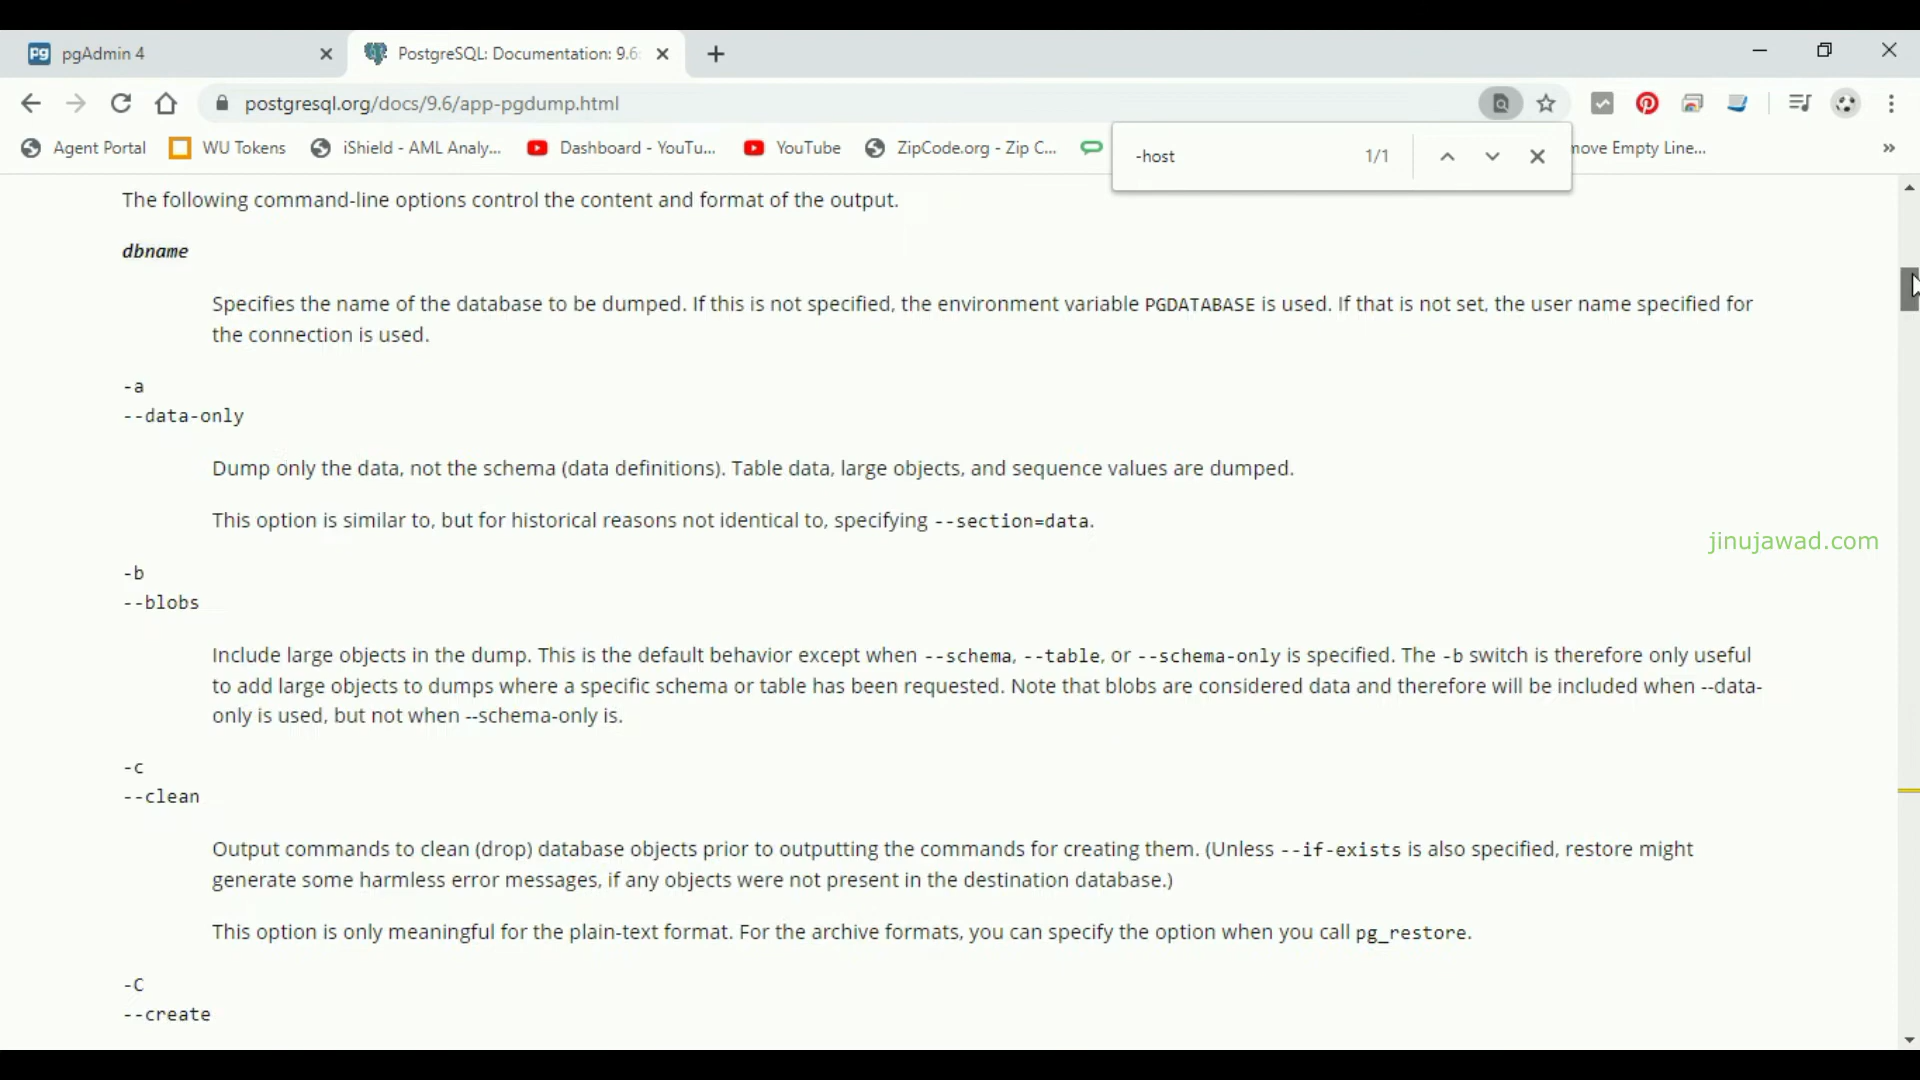 pgAdmin 4
PostgreSQL: Documentation: 9.6:
postgresql.org/docs/9.6/app-pgdump.html
Agent Portal
WU Tokens
iShield - AML Analy...
Dashboard - YouTu...
YouTube
ZipCode.org - Zip C...
move Empty Line...
-host
1/1
The following command-line options control the content and format of the output.
dbname
Specifies the name of the database to be dumped. If this is not specified, the environment variable PGDATABASE is used. If that is not set, the user name specified for
the connection is used.
-a
--data-only
Dump only the data, not the schema (data definitions). Table data, large objects, and sequence values are dumped.
This option is similar to, but for historical reasons not identical to, specifying --section=data.
jinujawad.com
-b
--blobs
Include large objects in the dump. This is the default behavior except when --schema, --table, or --schema-only is specified. The -b switch is therefore only useful
to add large objects to dumps where a specific schema or table has been requested. Note that blobs are considered data and therefore will be included when --data-
only is used, but not when --schema-only is.
-c
--clean
Output commands to clean (drop) database objects prior to outputting the commands for creating them. (Unless --if-exists is also specified, restore might
generate some harmless error messages, if any objects were not present in the destination database.)
This option is only meaningful for the plain-text format. For the archive formats, you can specify the option when you call pg_restore.
-C
--create